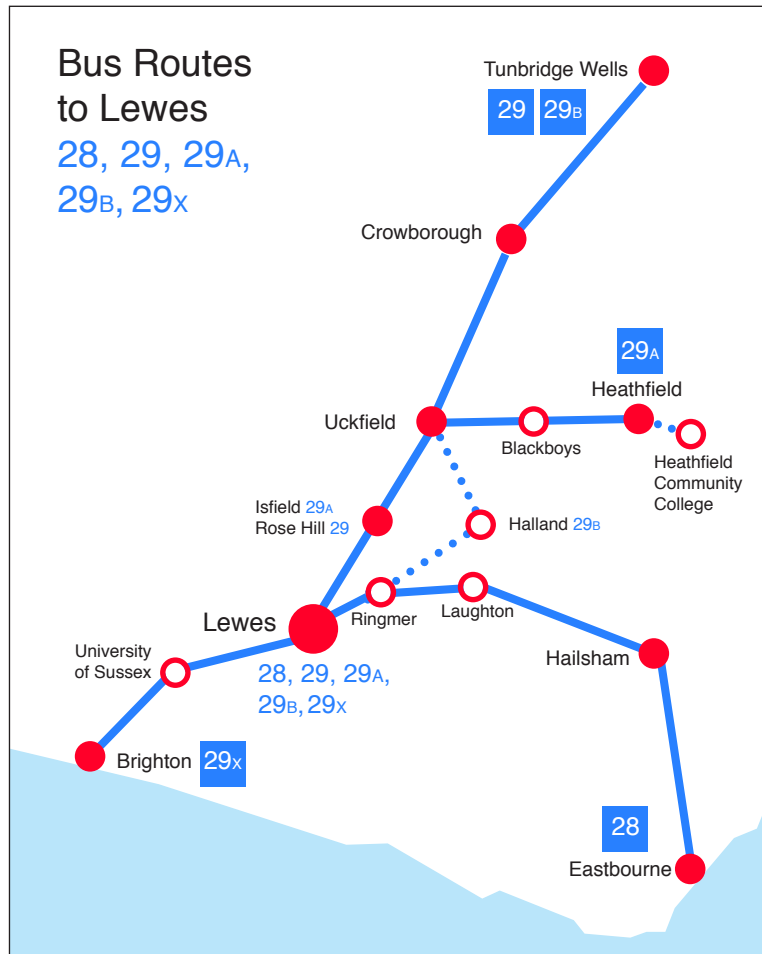 Bus Routes
to Lewes
28, 29, 29A,
29B, 29X
Tunbridge Wells
29 29B
Crowborough
29A
Heathfield
Uckfield
Blackboys
Heathfield
Community
College
Isfield 29A
Rose Hill 29
Halland 29B
Lewes
Ringmer
Laughton
University
of Sussex
Hailsham
28, 29, 29A,
29B, 29X
Brighton 29X
28
Eastbourne